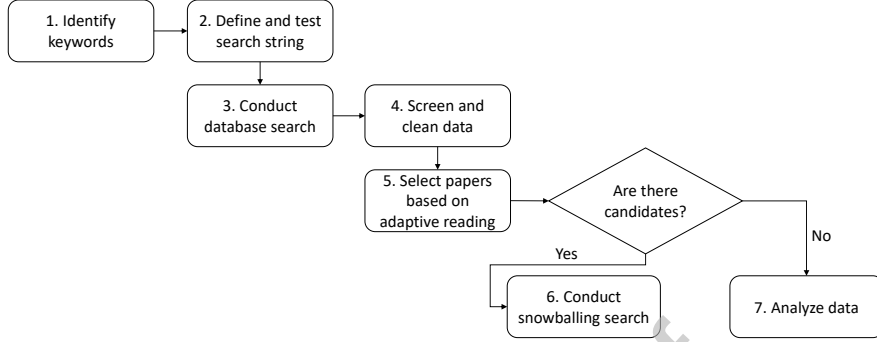 1. Identify
keywords
2. Define and test
search string
3. Conduct
database search
4. Screen and
clean data
5. Select papers
based on
adaptive reading
Are there
candidates?
Yes
No
6. Conduct
snowballing search
7. Analyze data